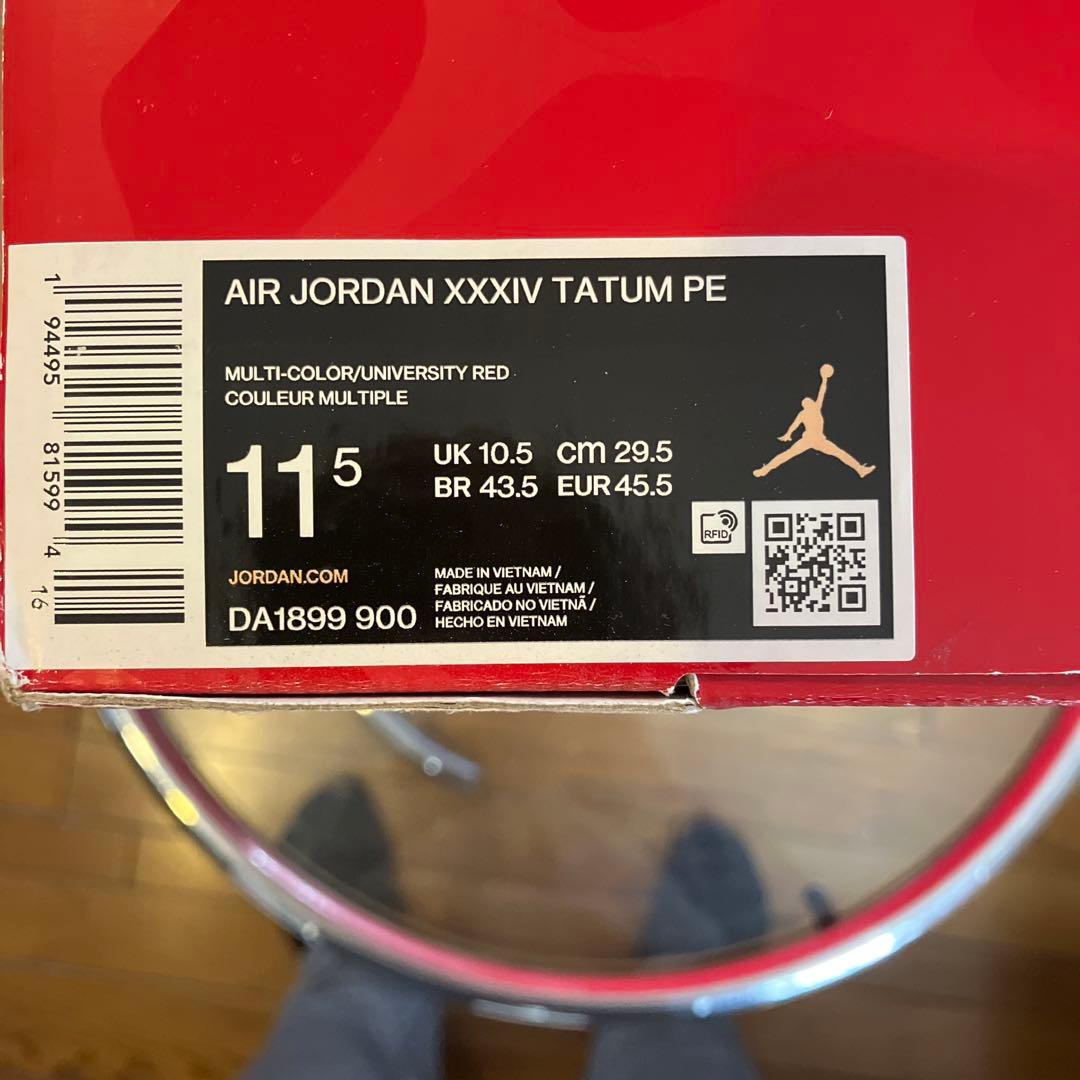 AIR JORDAN XXXIV TATUM PE
MULTI-COLOR/UNIVERSITY RED
COULEUR MULTIPLE
11 5
UK 10.5 CM 29.5
BR 43.5 EUR 45.5
RFID
JORDAN.COM
DA1899 900
MADE IN VIETNAM /
FABRIQUE AU VIETNAM /
FABRICADO NO VIETNÃ /
HECHO EN VIETNAM
1 94495 81599 4 16